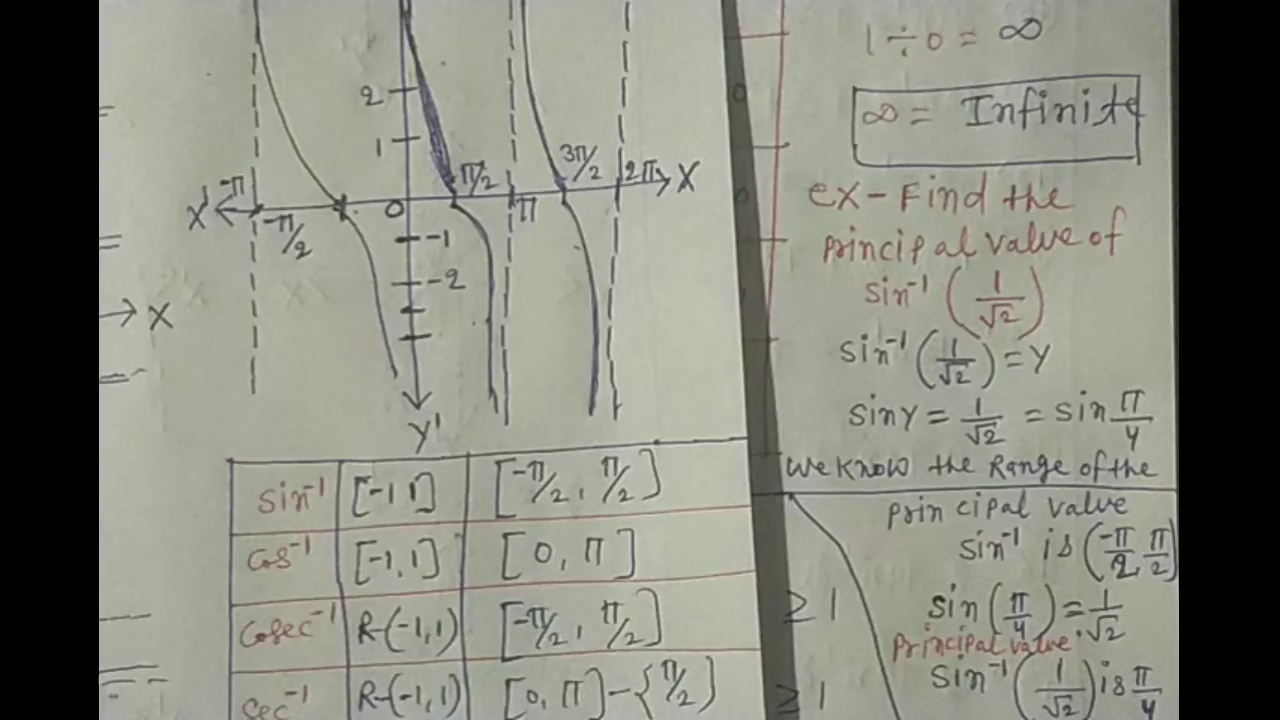 2
1
-π
π/2
3π/2
2π
X
X'
-π/2
0
π
-1
-2
X
Y'
sin⁻¹ [-1 1] [-π/2, π/2]
cos⁻¹ [-1,1] [0, π]
cosec⁻¹ R-(-1,1) [-π/2, π/2]
sec⁻¹ R-(-1,1) [0, π]-{π/2}
≥ 1
≥ 1
1 ÷ 0 = ∞
∞ = Infinite
ex - Find the
principal value of
sin⁻¹ (1/√2)
sin⁻¹ (1/√2) = Y
sin Y = 1/√2 = sin π/4
We know the Range of the
principal value
sin⁻¹ is (-π/2 π/2)
sin (π/4) = 1/√2
principal value
sin⁻¹ (1/√2) is π/4